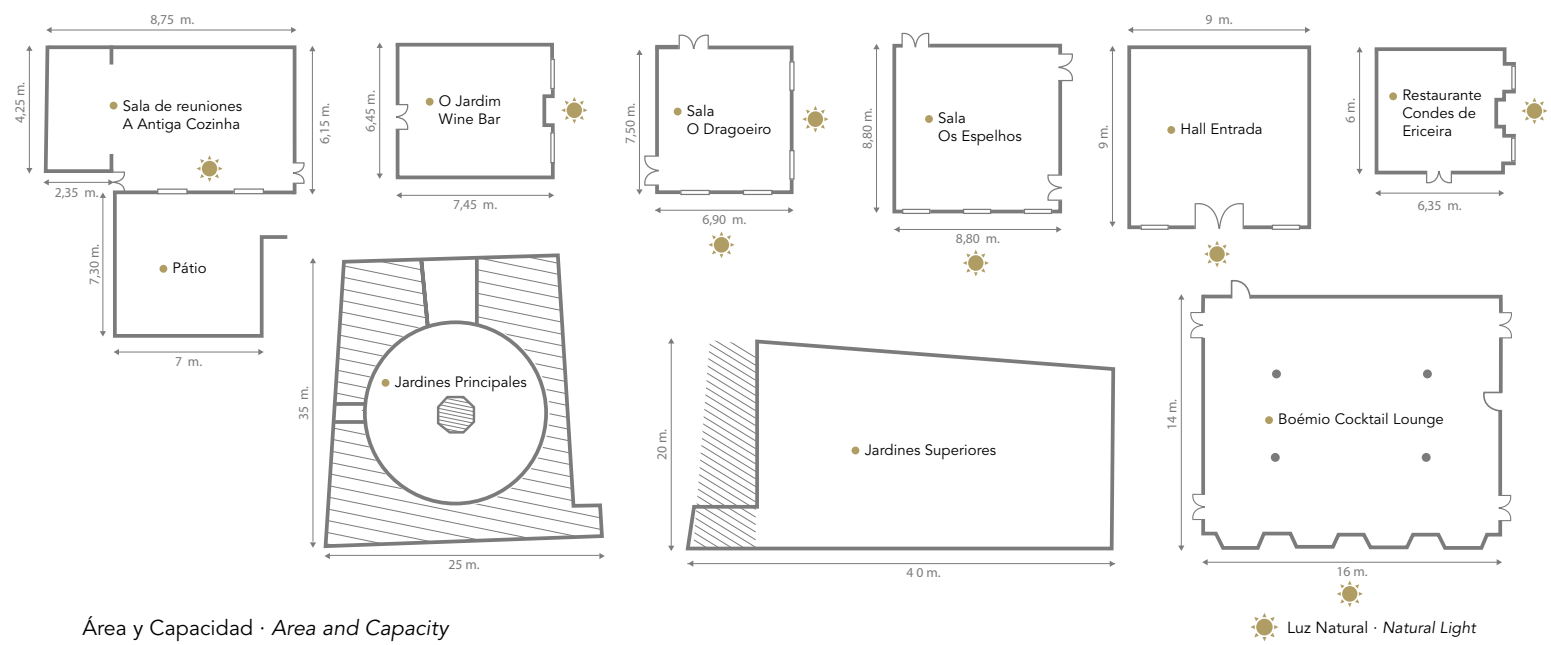 8,75 m.
4,25 m.
Sala de reuniones
A Antiga Cozinha
6,15 m.
2,35 m.
7,30 m.
Pátio
7 m.
6,45 m.
O Jardim
Wine Bar
7,45 m.
7,50 m.
Sala
O Dragoeiro
6,90 m.
8,80 m.
Sala
Os Espelhos
8,80 m.
9 m.
9 m.
Hall Entrada
6 m.
Restaurante
Condes de
Ericeira
6,35 m.
35 m.
Jardines Principales
25 m.
20 m.
Jardines Superiores
40 m.
14 m.
Boémio Cocktail Lounge
16 m.
Área y Capacidad · Area and Capacity
Luz Natural · Natural Light